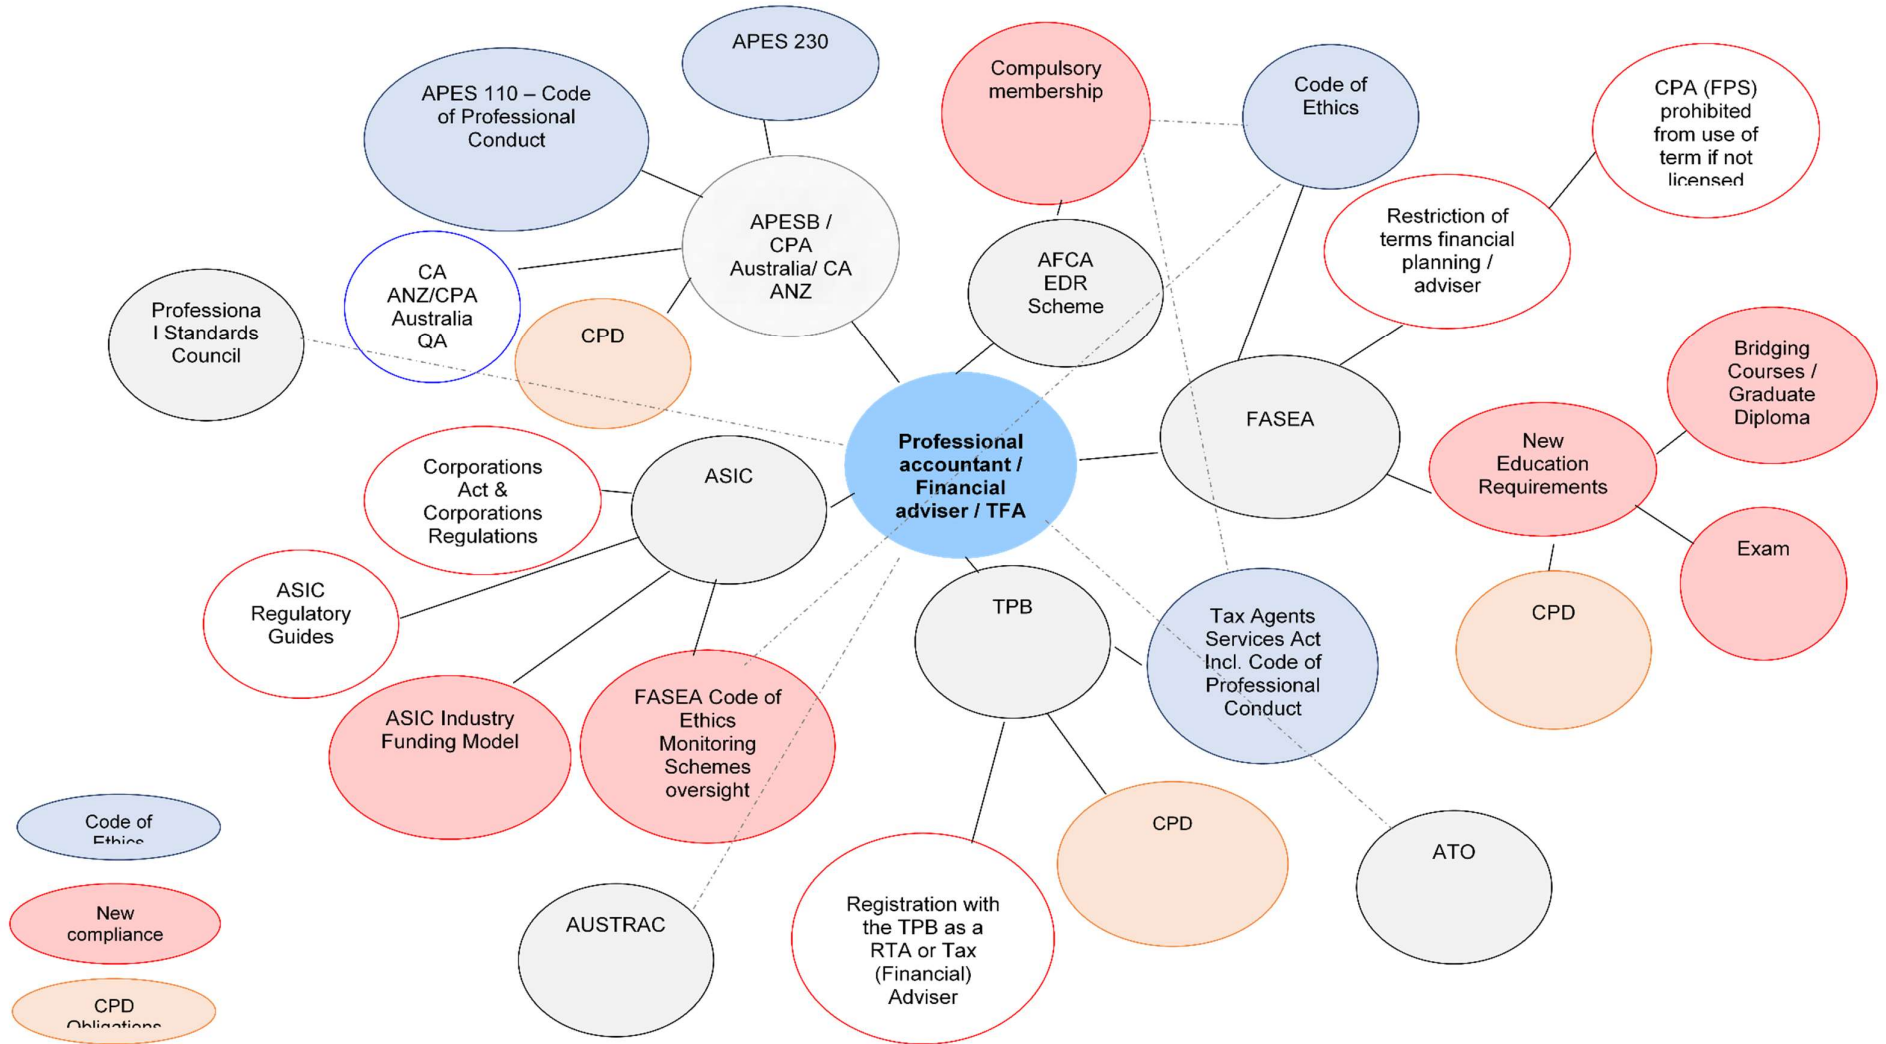 APES 230
APES 110 – Code
of Professional
Conduct
Compulsory
membership
Code of
Ethics
CPA (FPS)
prohibited
from use of
term if not
licensed
APESB /
CPA
Australia/ CA
ANZ
AFCA
EDR
Scheme
Restriction of
terms financial
planning /
adviser
CA
ANZ/CPA
Australia
QA
Professiona
l Standards
Council
CPD
Bridging
Courses /
Graduate
Diploma
Professional
accountant /
Financial
adviser / TFA
FASEA
New
Education
Requirements
ASIC
Corporations
Act &
Corporations
Regulations
Exam
ASIC
Regulatory
Guides
TPB
Tax Agents
Services Act
Incl. Code of
Professional
Conduct
CPD
ASIC Industry
Funding Model
FASEA Code of
Ethics
Monitoring
Schemes
oversight
CPD
ATO
Registration with
the TPB as a
RTA or Tax
(Financial)
Adviser
AUSTRAC
Code of
Ethics
New
compliance
CPD
Obligations